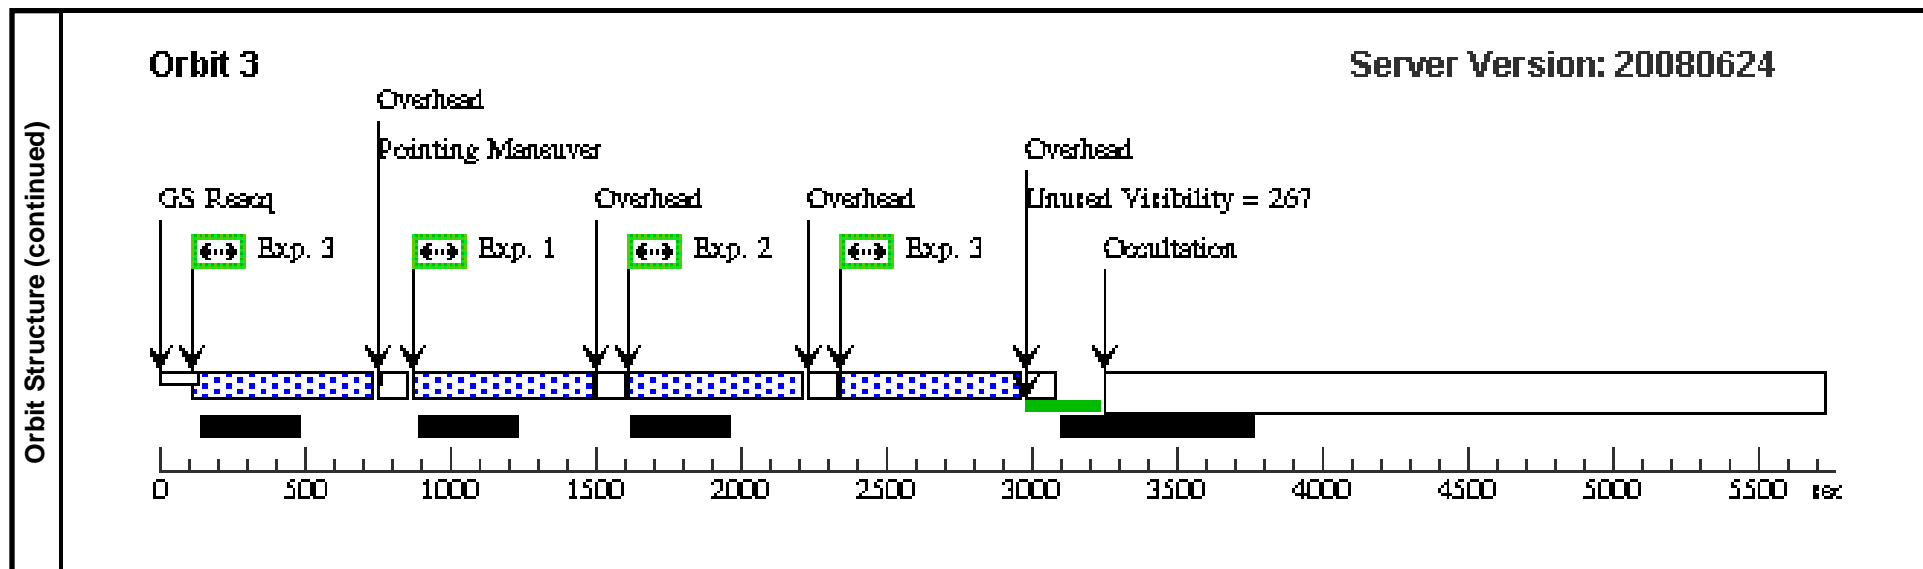 Orbit Structure (continued)
Orbit 3
Server Version: 20080624
Overhead
Pointing Maneuver
Overhead
GS Reacq
Overhead
Overhead
Unused Visibility = 267
Exp. 3
Exp. 1
Exp. 2
Exp. 3
Occultation
0 500 1000 1500 2000 2500 3000 3500 4000 4500 5000 5500 sec